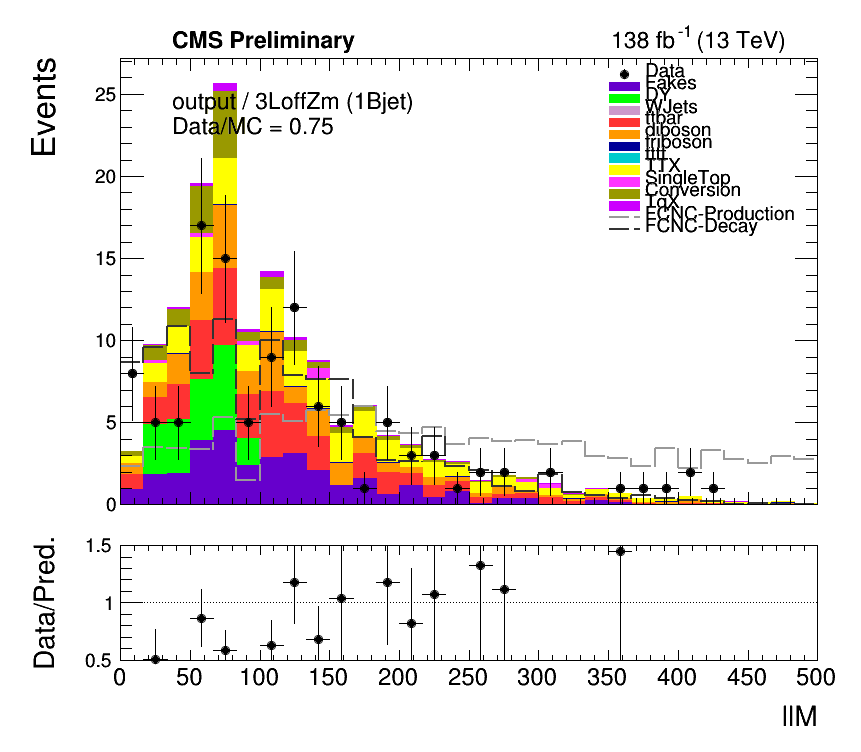 CMS Preliminary
138 fb-1 (13 TeV)
Events
output / 3LoffZm (1Bjet)
Data/MC = 0.75
Data
Fakes
DY
WJets
ttbar
diboson
triboson
tttt
TTX
SingleTop
Conversion
TqX
FCNC-Production
FCNC-Decay
25
20
15
10
5
0
Data/Pred.
1.5
1
0.5
0 50 100 150 200 250 300 350 400 450 500
llM